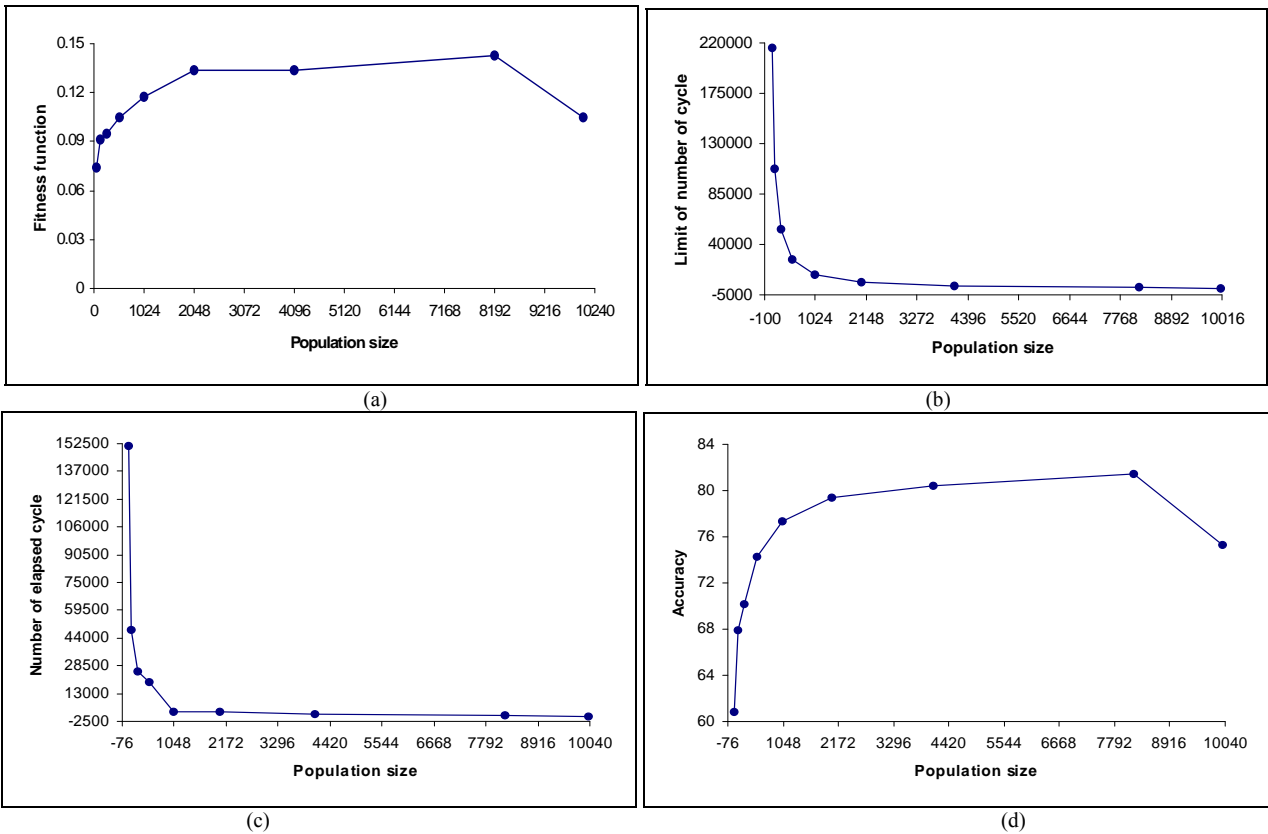 0.15
0.12
0.09
0.06
0.03
0
Fitness function
0 1024 2048 3072 4096 5120 6144 7168 8192 9216 10240
Population size
(a)
220000
175000
130000
85000
40000
-5000
Limit of number of cycle
-100 1024 2148 3272 4396 5520 6644 7768 8892 10016
Population size
(b)
152500
137000
121500
106000
90500
75000
59500
44000
28500
13000
-2500
Number of elapsed cycle
-76 1048 2172 3296 4420 5544 6668 7792 8916 10040
Population size
(c)
84
80
76
72
68
64
60
Accuracy
-76 1048 2172 3296 4420 5544 6668 7792 8916 10040
Population size
(d)